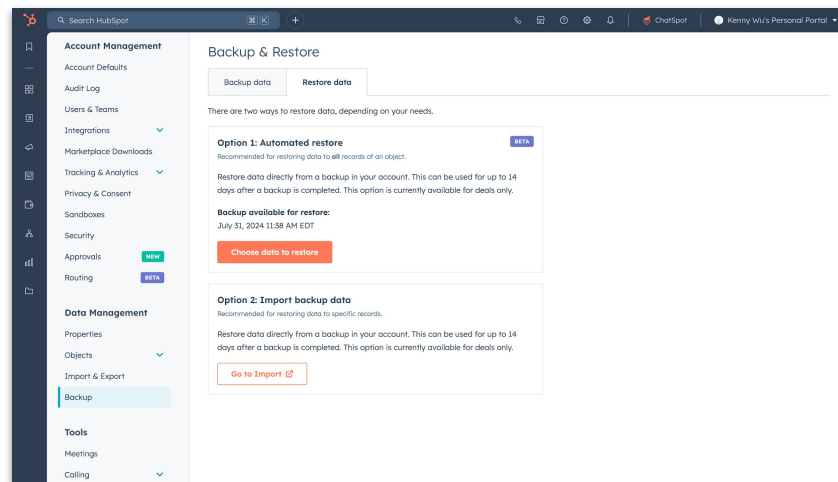 Search HubSpot
⌘ K
ChatSpot
Kenny Wu's Personal Portal
Account Management
Account Defaults
Audit Log
Users & Teams
Integrations
Marketplace Downloads
Tracking & Analytics
Privacy & Consent
Sandboxes
Security
Approvals NEW
Routing BETA
Data Management
Properties
Objects
Import & Export
Backup
Tools
Meetings
Calling
Backup & Restore
Backup data
Restore data
There are two ways to restore data, depending on your needs.
Option 1: Automated restore
BETA
Recommended for restoring data to all records of an object.
Restore data directly from a backup in your account. This can be used for up to 14
days after a backup is completed. This option is currently available for deals only.
Backup available for restore:
July 31, 2024 11:38 AM EDT
Choose data to restore
Option 2: Import backup data
Recommended for restoring data to specific records.
Restore data directly from a backup in your account. This can be used for up to 14
days after a backup is completed. This option is currently available for deals only.
Go to Import